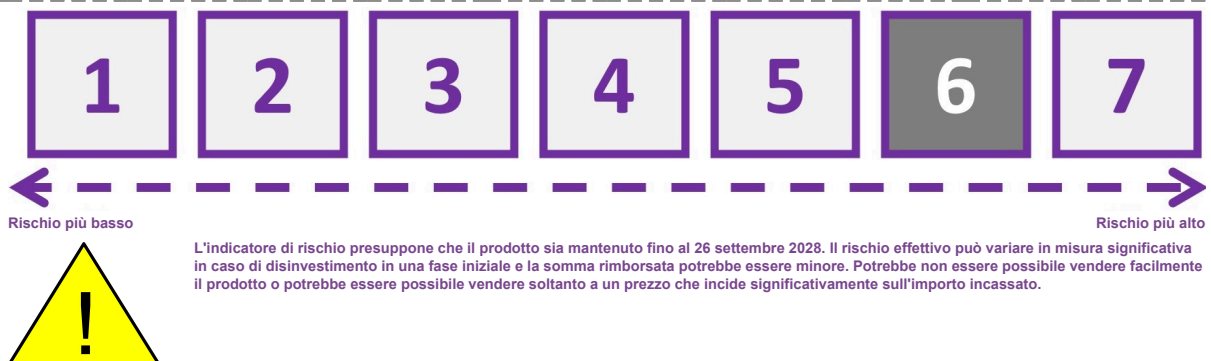 1 2 3 4 5 6 7
Rischio più basso Rischio più alto
L'indicatore di rischio presuppone che il prodotto sia mantenuto fino al 26 settembre 2028. Il rischio effettivo può variare in misura significativa
in caso di disinvestimento in una fase iniziale e la somma rimborsata potrebbe essere minore. Potrebbe non essere possibile vendere facilmente
il prodotto o potrebbe essere possibile vendere soltanto a un prezzo che incide significativamente sull'importo incassato.
!